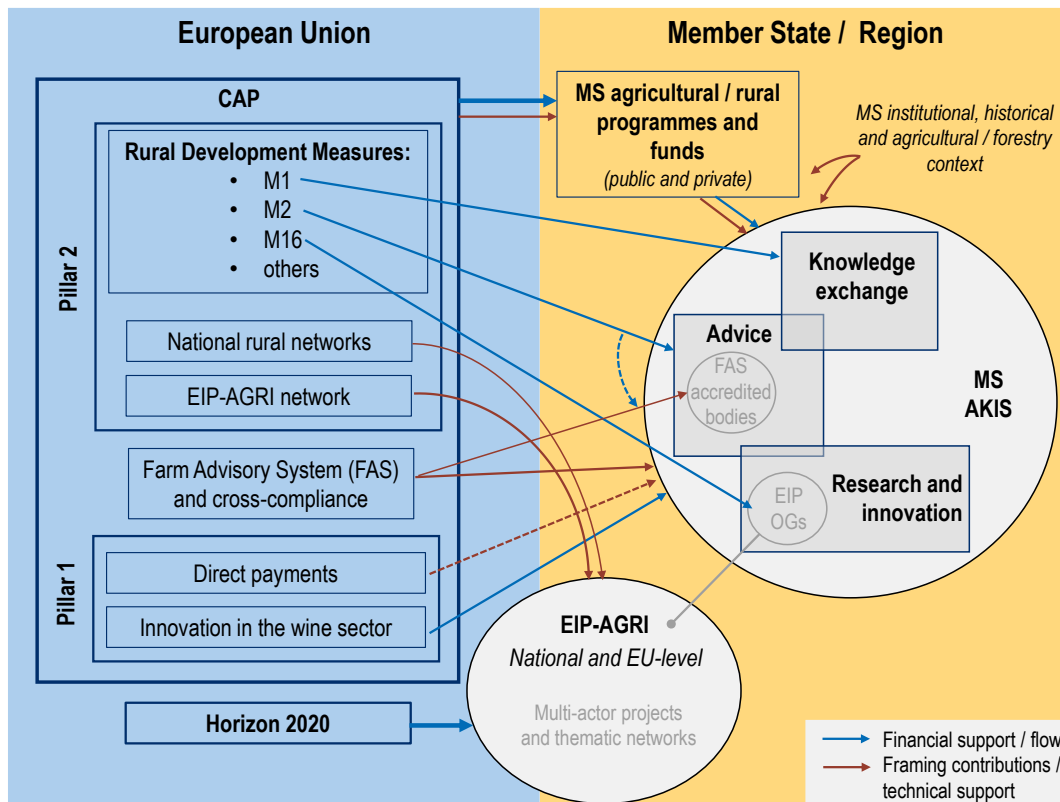 European Union
Member State / Region
CAP
Pillar 2
Rural Development Measures:
• M1
• M2
• M16
• others
National rural networks
EIP-AGRI network
Farm Advisory System (FAS)
and cross-compliance
Pillar 1
Direct payments
Innovation in the wine sector
Horizon 2020
MS agricultural / rural
programmes and
funds
(public and private)
MS institutional, historical
and agricultural / forestry
context
Knowledge
exchange
Advice
FAS
accredited
bodies
MS
AKIS
Research and
innovation
EIP
OGs
EIP-AGRI
National and EU-level
Multi-actor projects
and thematic networks
Financial support / flow
Framing contributions /
technical support